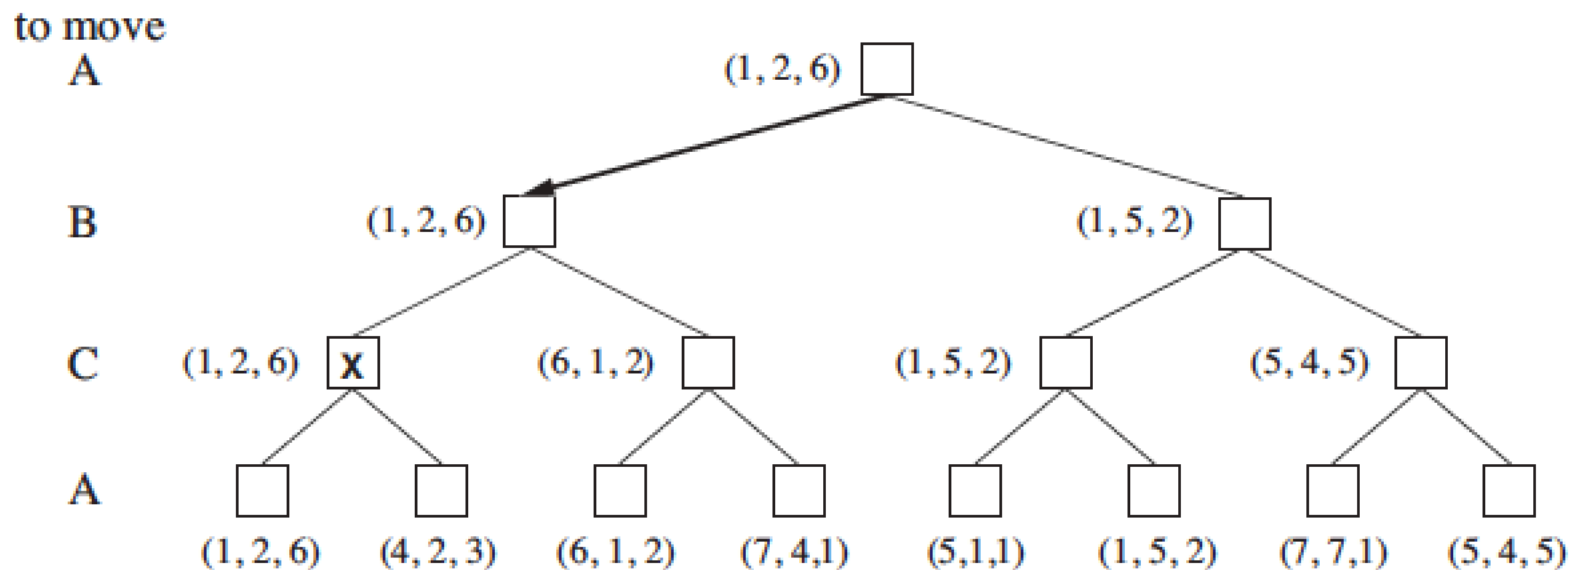 to move
A (1, 2, 6)
B (1, 2, 6) (1, 5, 2)
C (1, 2, 6) X (6, 1, 2) (1, 5, 2) (5, 4, 5)
A
(1, 2, 6) (4, 2, 3) (6, 1, 2) (7, 4,1) (5,1,1) (1, 5, 2) (7, 7,1) (5, 4, 5)